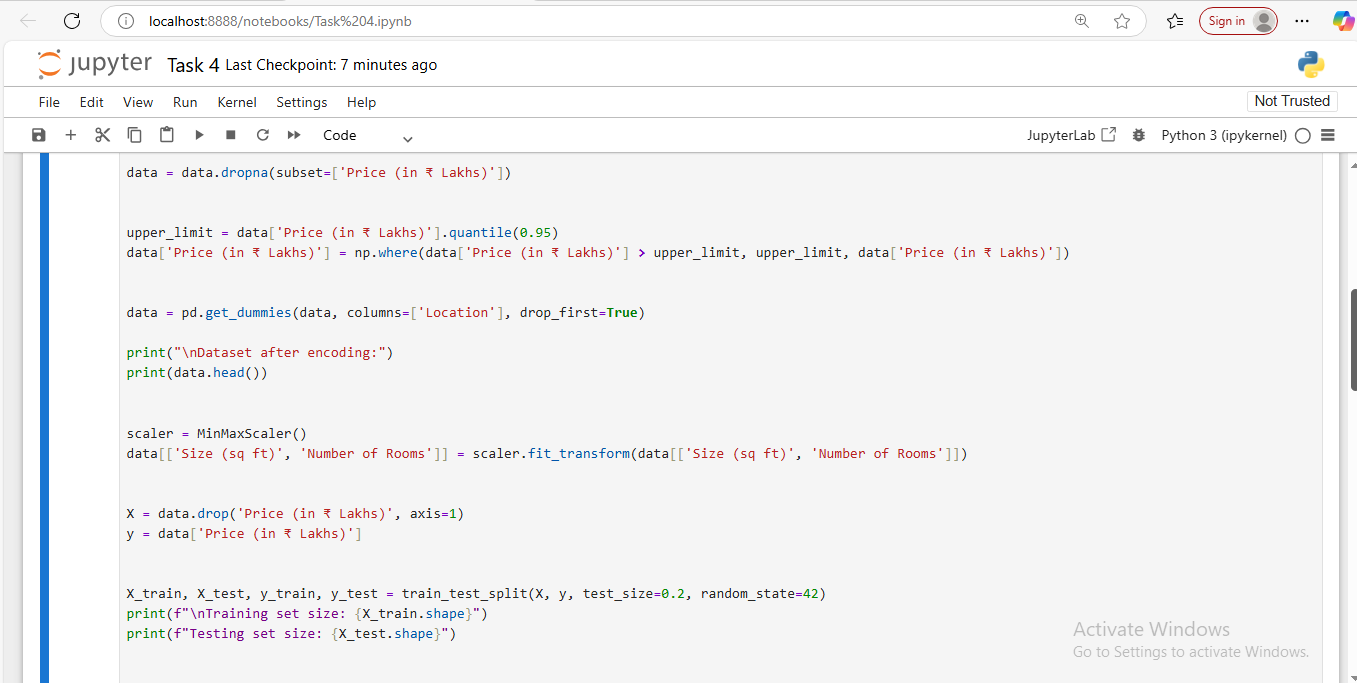 localhost:8888/notebooks/Task%204.ipynb
Sign in
jupyter Task 4 Last Checkpoint: 7 minutes ago
File Edit View Run Kernel Settings Help
Not Trusted
Code
JupyterLab
Python 3 (ipykernel)
data = data.dropna(subset=['Price (in ₹ Lakhs)'])
upper_limit = data['Price (in ₹ Lakhs)'].quantile(0.95)
data['Price (in ₹ Lakhs)'] = np.where(data['Price (in ₹ Lakhs)'] > upper_limit, upper_limit, data['Price (in ₹ Lakhs)'])
data = pd.get_dummies(data, columns=['Location'], drop_first=True)
print("\nDataset after encoding:")
print(data.head())
scaler = MinMaxScaler()
data[['Size (sq ft)', 'Number of Rooms']] = scaler.fit_transform(data[['Size (sq ft)', 'Number of Rooms']])
X = data.drop('Price (in ₹ Lakhs)', axis=1)
y = data['Price (in ₹ Lakhs)']
X_train, X_test, y_train, y_test = train_test_split(X, y, test_size=0.2, random_state=42)
print(f"\nTraining set size: {X_train.shape}")
print(f"Testing set size: {X_test.shape}")
Activate Windows
Go to Settings to activate Windows.